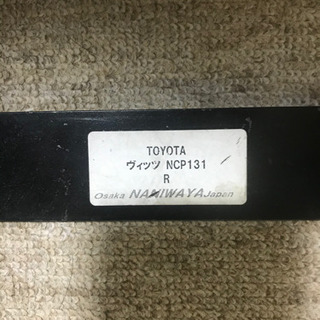 TOYOTA
ヴィッツ NCP131
R
Osaka NANIWAYA Japan